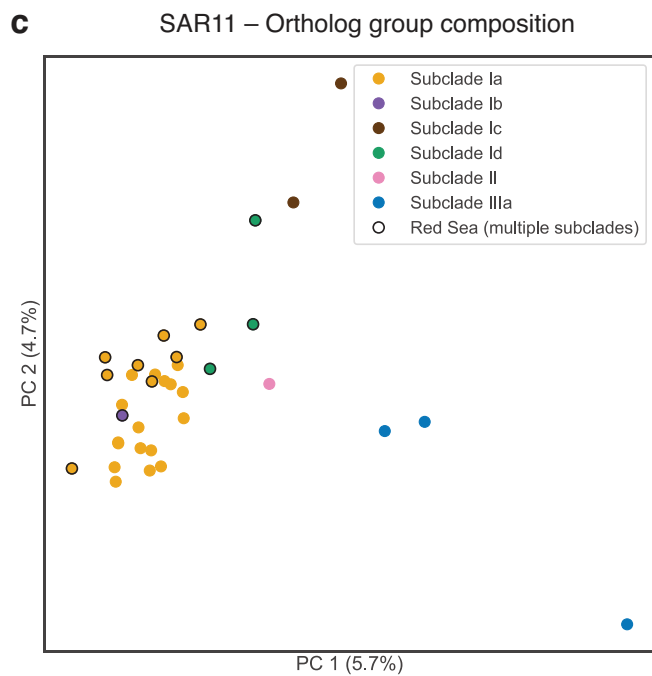 c
SAR11 – Ortholog group composition
Subclade Ia
Subclade Ib
Subclade Ic
Subclade Id
Subclade II
Subclade IIIa
Red Sea (multiple subclades)
PC 2 (4.7%)
PC 1 (5.7%)